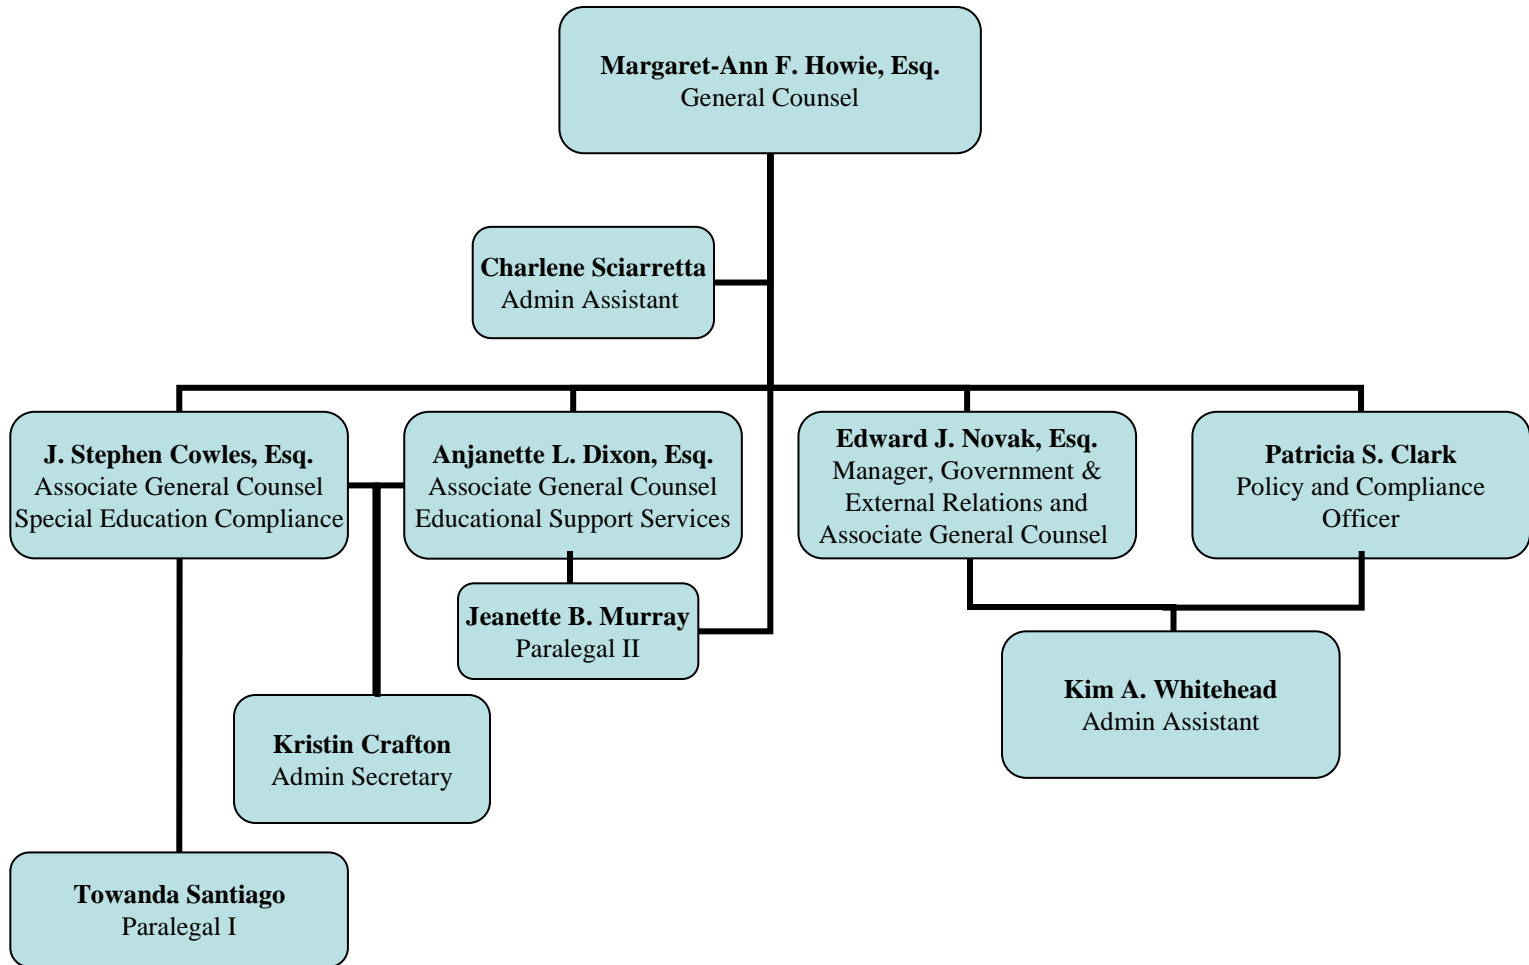 Margaret-Ann F. Howie, Esq.
General Counsel
Charlene Sciarretta
Admin Assistant
J. Stephen Cowles, Esq.
Associate General Counsel
Special Education Compliance
Anjanette L. Dixon, Esq.
Associate General Counsel
Educational Support Services
Edward J. Novak, Esq.
Manager, Government &
External Relations and
Associate General Counsel
Patricia S. Clark
Policy and Compliance
Officer
Jeanette B. Murray
Paralegal II
Kim A. Whitehead
Admin Assistant
Kristin Crafton
Admin Secretary
Towanda Santiago
Paralegal I